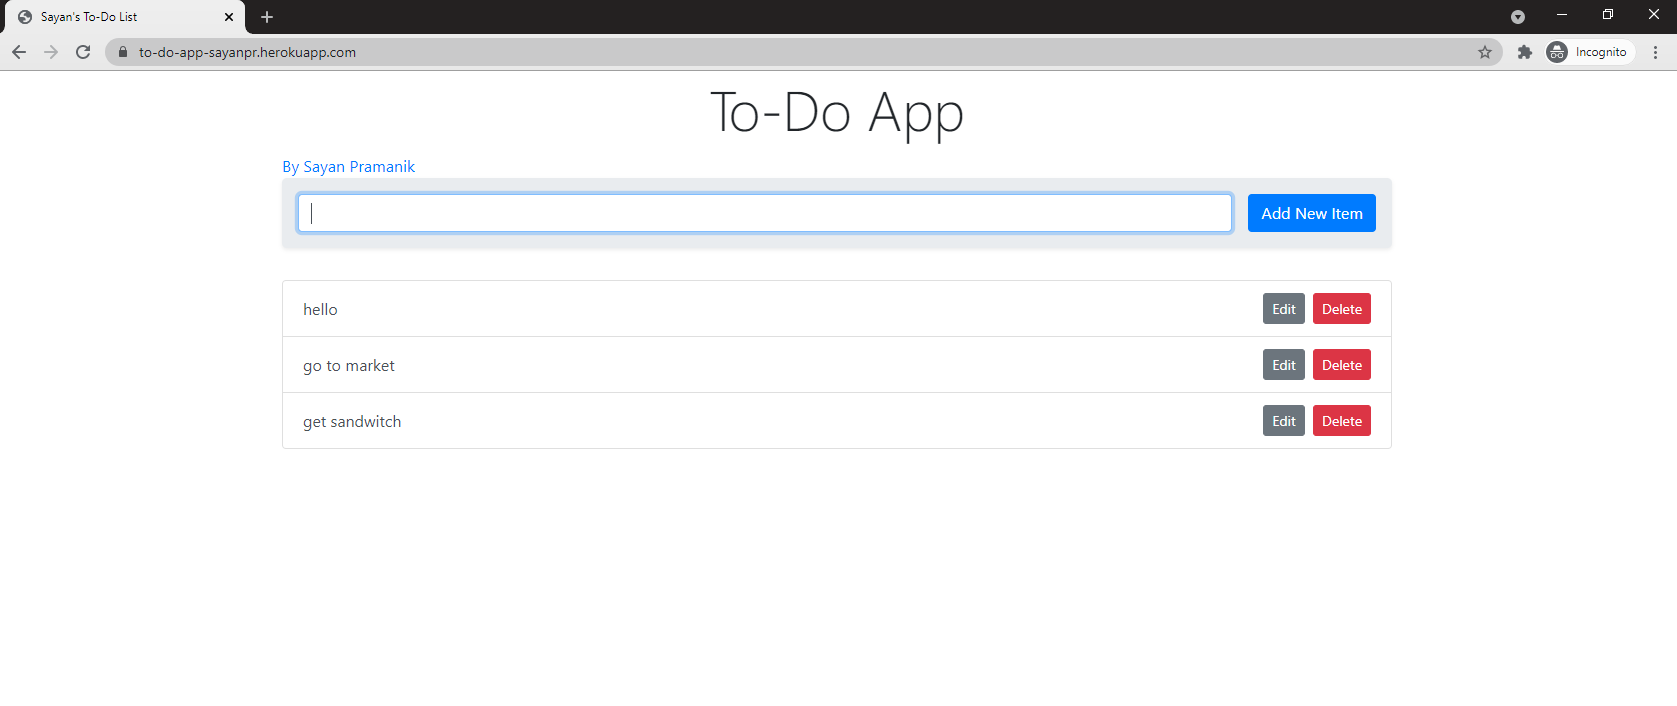 Sayan's To-Do List
to-do-app-sayanpr.herokuapp.com
Incognito
To-Do App
By Sayan Pramanik
Add New Item
hello Edit Delete
go to market Edit Delete
get sandwitch Edit Delete